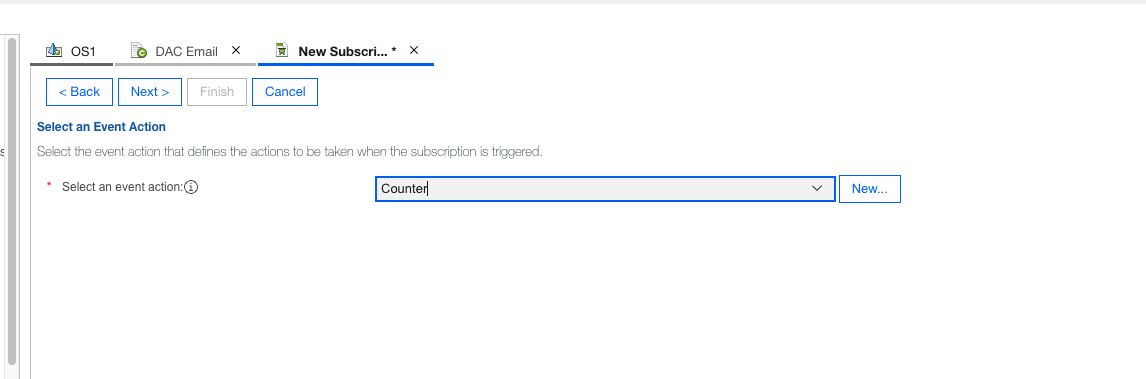 OS1 DAC Email New Subscri... *
< Back Next > Finish Cancel
Select an Event Action
Select the event action that defines the actions to be taken when the subscription is triggered.
* Select an event action:
Counter New...